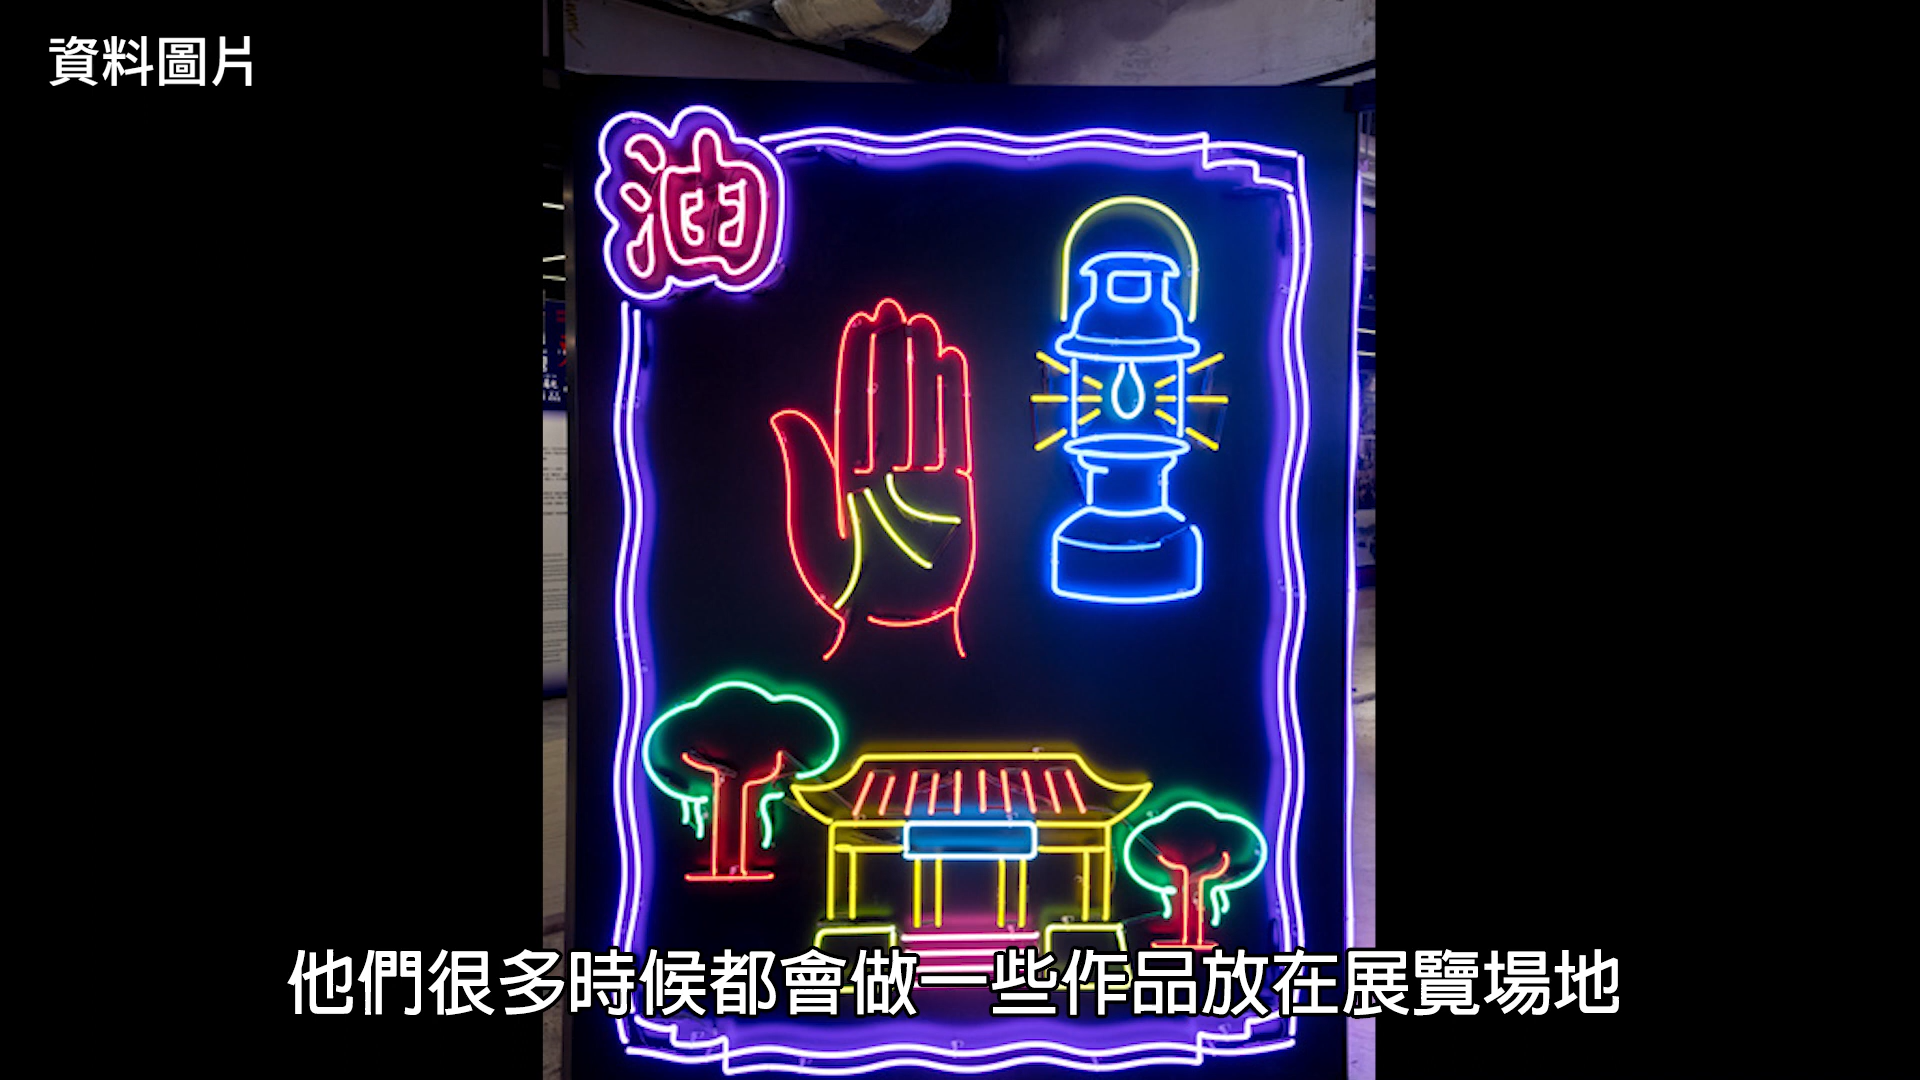 資料圖片
油
他們很多時候都會做一些作品放在展覽場地